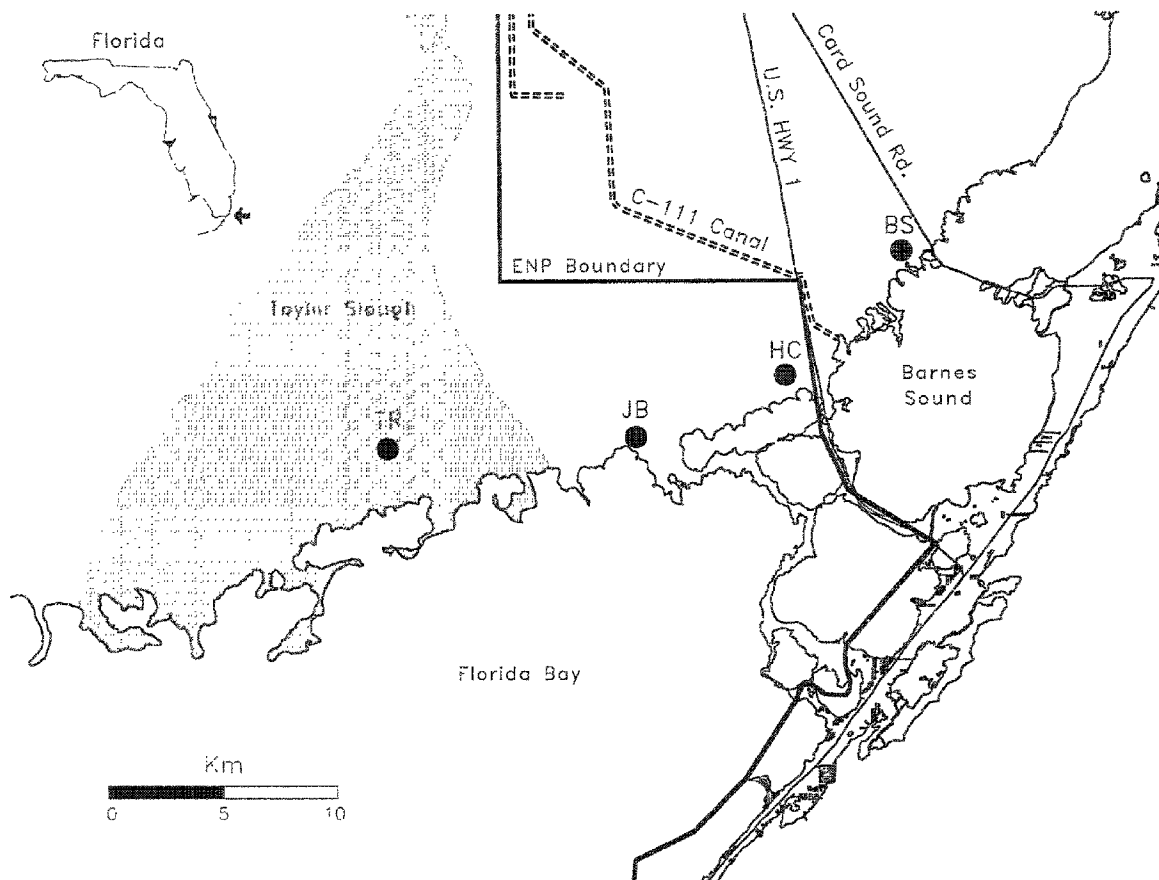 Florida
Card Sound Rd.
U.S. HWY 1
C-111 Canal
BS
ENP Boundary
Taylor Slough
HC
Barnes
Sound
JB
TR
Florida Bay
Km
0 5 10